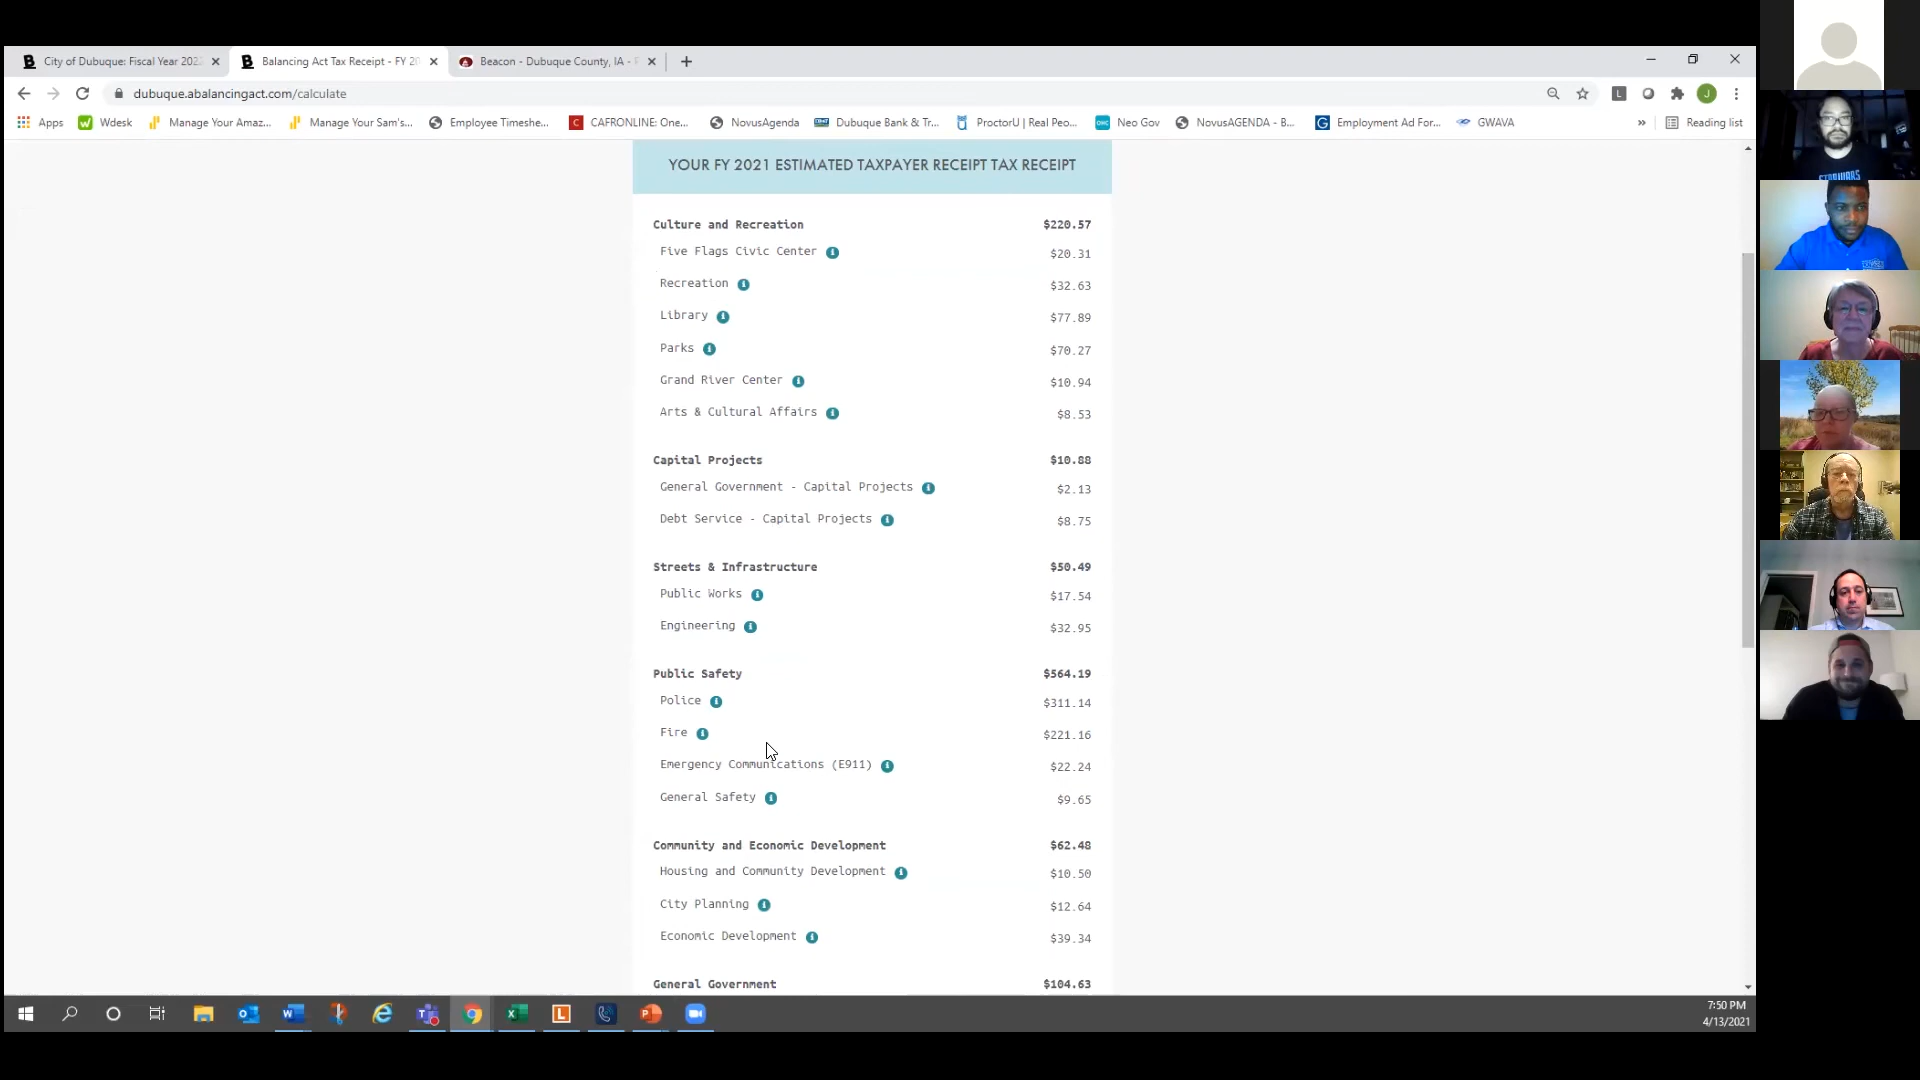 City of Dubuque: Fiscal Year 202
Balancing Act Tax Receipt - FY 20
Beacon - Dubuque County, IA -
dubuque.abalancingact.com/calculate
Apps
Wdesk
Manage Your Amaz...
Manage Your Sam's...
Employee Timeshe...
CAFRONLINE: One...
NovusAgenda
Dubuque Bank & Tr...
ProctorU | Real Peo...
Neo Gov
NovusAGENDA - B...
Employment Ad For...
GWAVA
»
Reading list
YOUR FY 2021 ESTIMATED TAXPAYER RECEIPT TAX RECEIPT
Culture and Recreation $220.57
Five Flags Civic Center $20.31
Recreation $32.63
Library $77.89
Parks $70.27
Grand River Center $10.94
Arts & Cultural Affairs $8.53
Capital Projects $10.88
General Government - Capital Projects $2.13
Debt Service - Capital Projects $8.75
Streets & Infrastructure $50.49
Public Works $17.54
Engineering $32.95
Public Safety $564.19
Police $311.14
Fire $221.16
Emergency Communications (E911) $22.24
General Safety $9.65
Community and Economic Development $62.48
Housing and Community Development $10.50
City Planning $12.64
Economic Development $39.34
General Government $104.63
7:50 PM
4/13/2021
STAR WARS